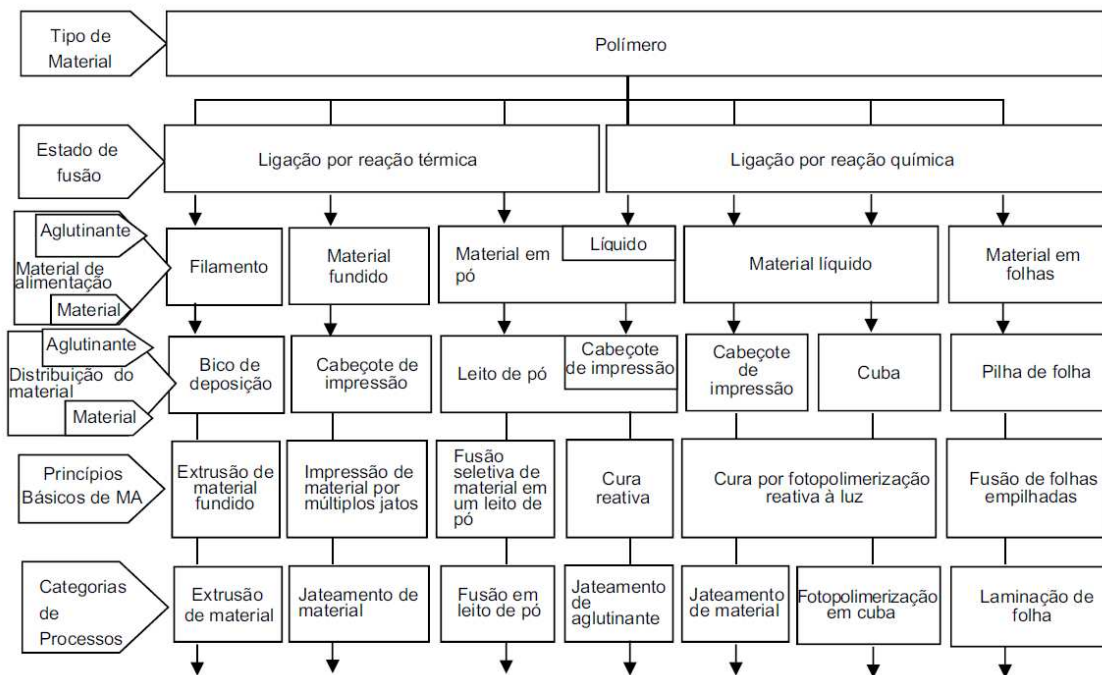 Tipo de
Material
Polímero
Estado de
fusão
Ligação por reação térmica
Ligação por reação química
Aglutinante
Material de
alimentação
Material
Filamento
Material
fundido
Material em
pó
Líquido
Material líquido
Material em
folhas
Aglutinante
Distribuição do
material
Material
Bico de
deposição
Cabeçote de
impressão
Leito de pó
Cabeçote
de impressão
Cabeçote
de
impressão
Cuba
Pilha de folha
Princípios
Básicos de MA
Extrusão de
material
fundido
Impressão de
material por
múltiplos jatos
Fusão
seletiva de
material em
um leito de
pó
Cura
reativa
Cura por fotopolimerização
reativa à luz
Fusão de folhas
empilhadas
Categorias
de
Processos
Extrusão
de material
Jateamento de
material
Fusão em
leito de pó
Jateamento
de
aglutinante
Jateamento
de material
Fotopolimerização
em cuba
Laminação de
folha